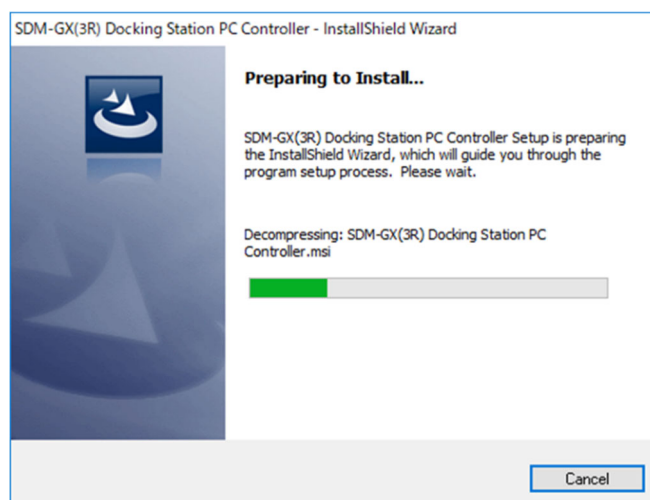 SDM-GX(3R) Docking Station PC Controller - InstallShield Wizard
Preparing to Install...
SDM-GX(3R) Docking Station PC Controller Setup is preparing
the InstallShield Wizard, which will guide you through the
program setup process.  Please wait.
Decompressing: SDM-GX(3R) Docking Station PC
Controller.msi
Cancel